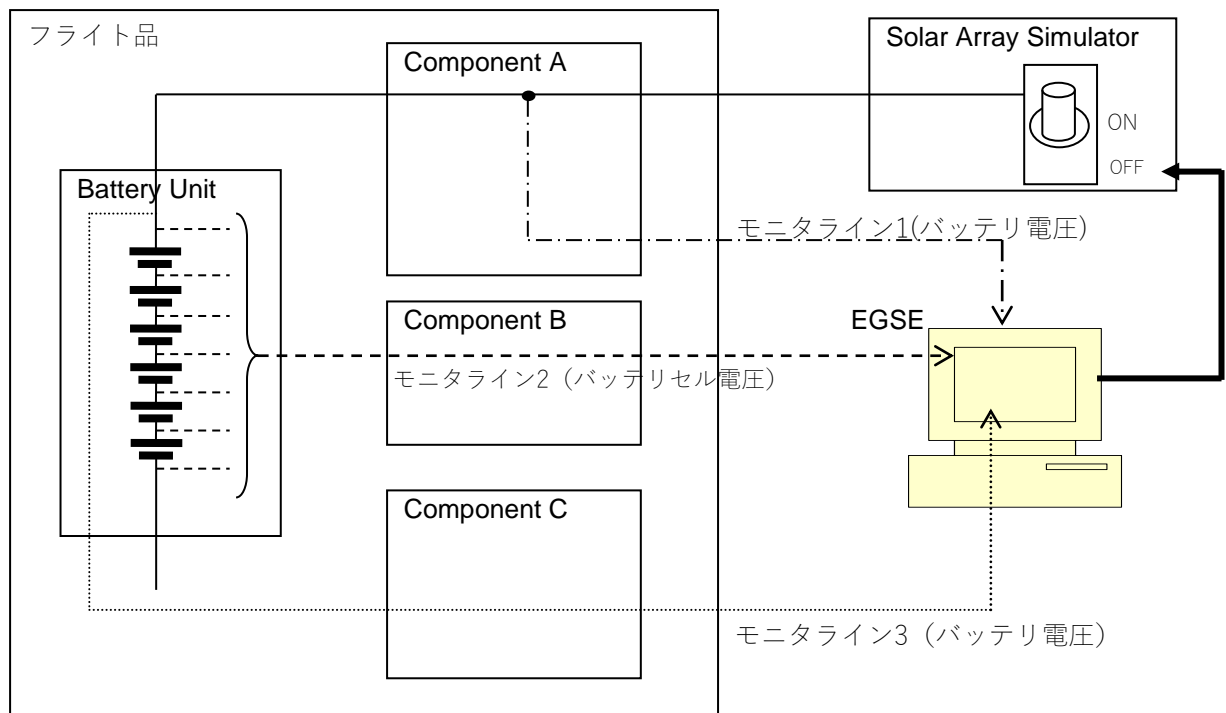 フライト品
Component A
Solar Array Simulator
ON
OFF
Battery Unit
モニタライン1(バッテリ電圧)
Component B
EGSE
モニタライン2（バッテリセル電圧）
Component C
モニタライン3（バッテリ電圧）